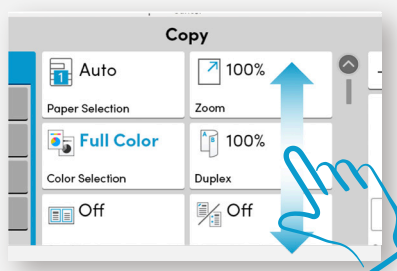 Copy
Auto
100%
Paper Selection
Zoom
Full Color
100%
Color Selection
Duplex
Off
Off